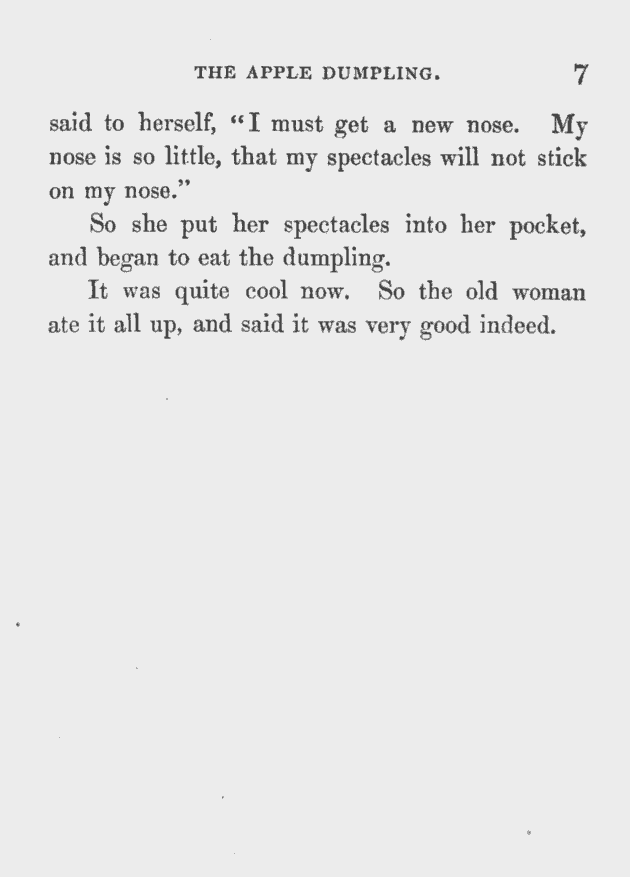 THE APPLE DUMPLING. 7
said to herself, “I must get a new nose. My
nose is so little, that my spectacles will not stick
on my nose.”
So she put her spectacles into her pocket,
and began to eat the dumpling.
It was quite cool now. So the old woman
ate it all up, and said it was very good indeed.